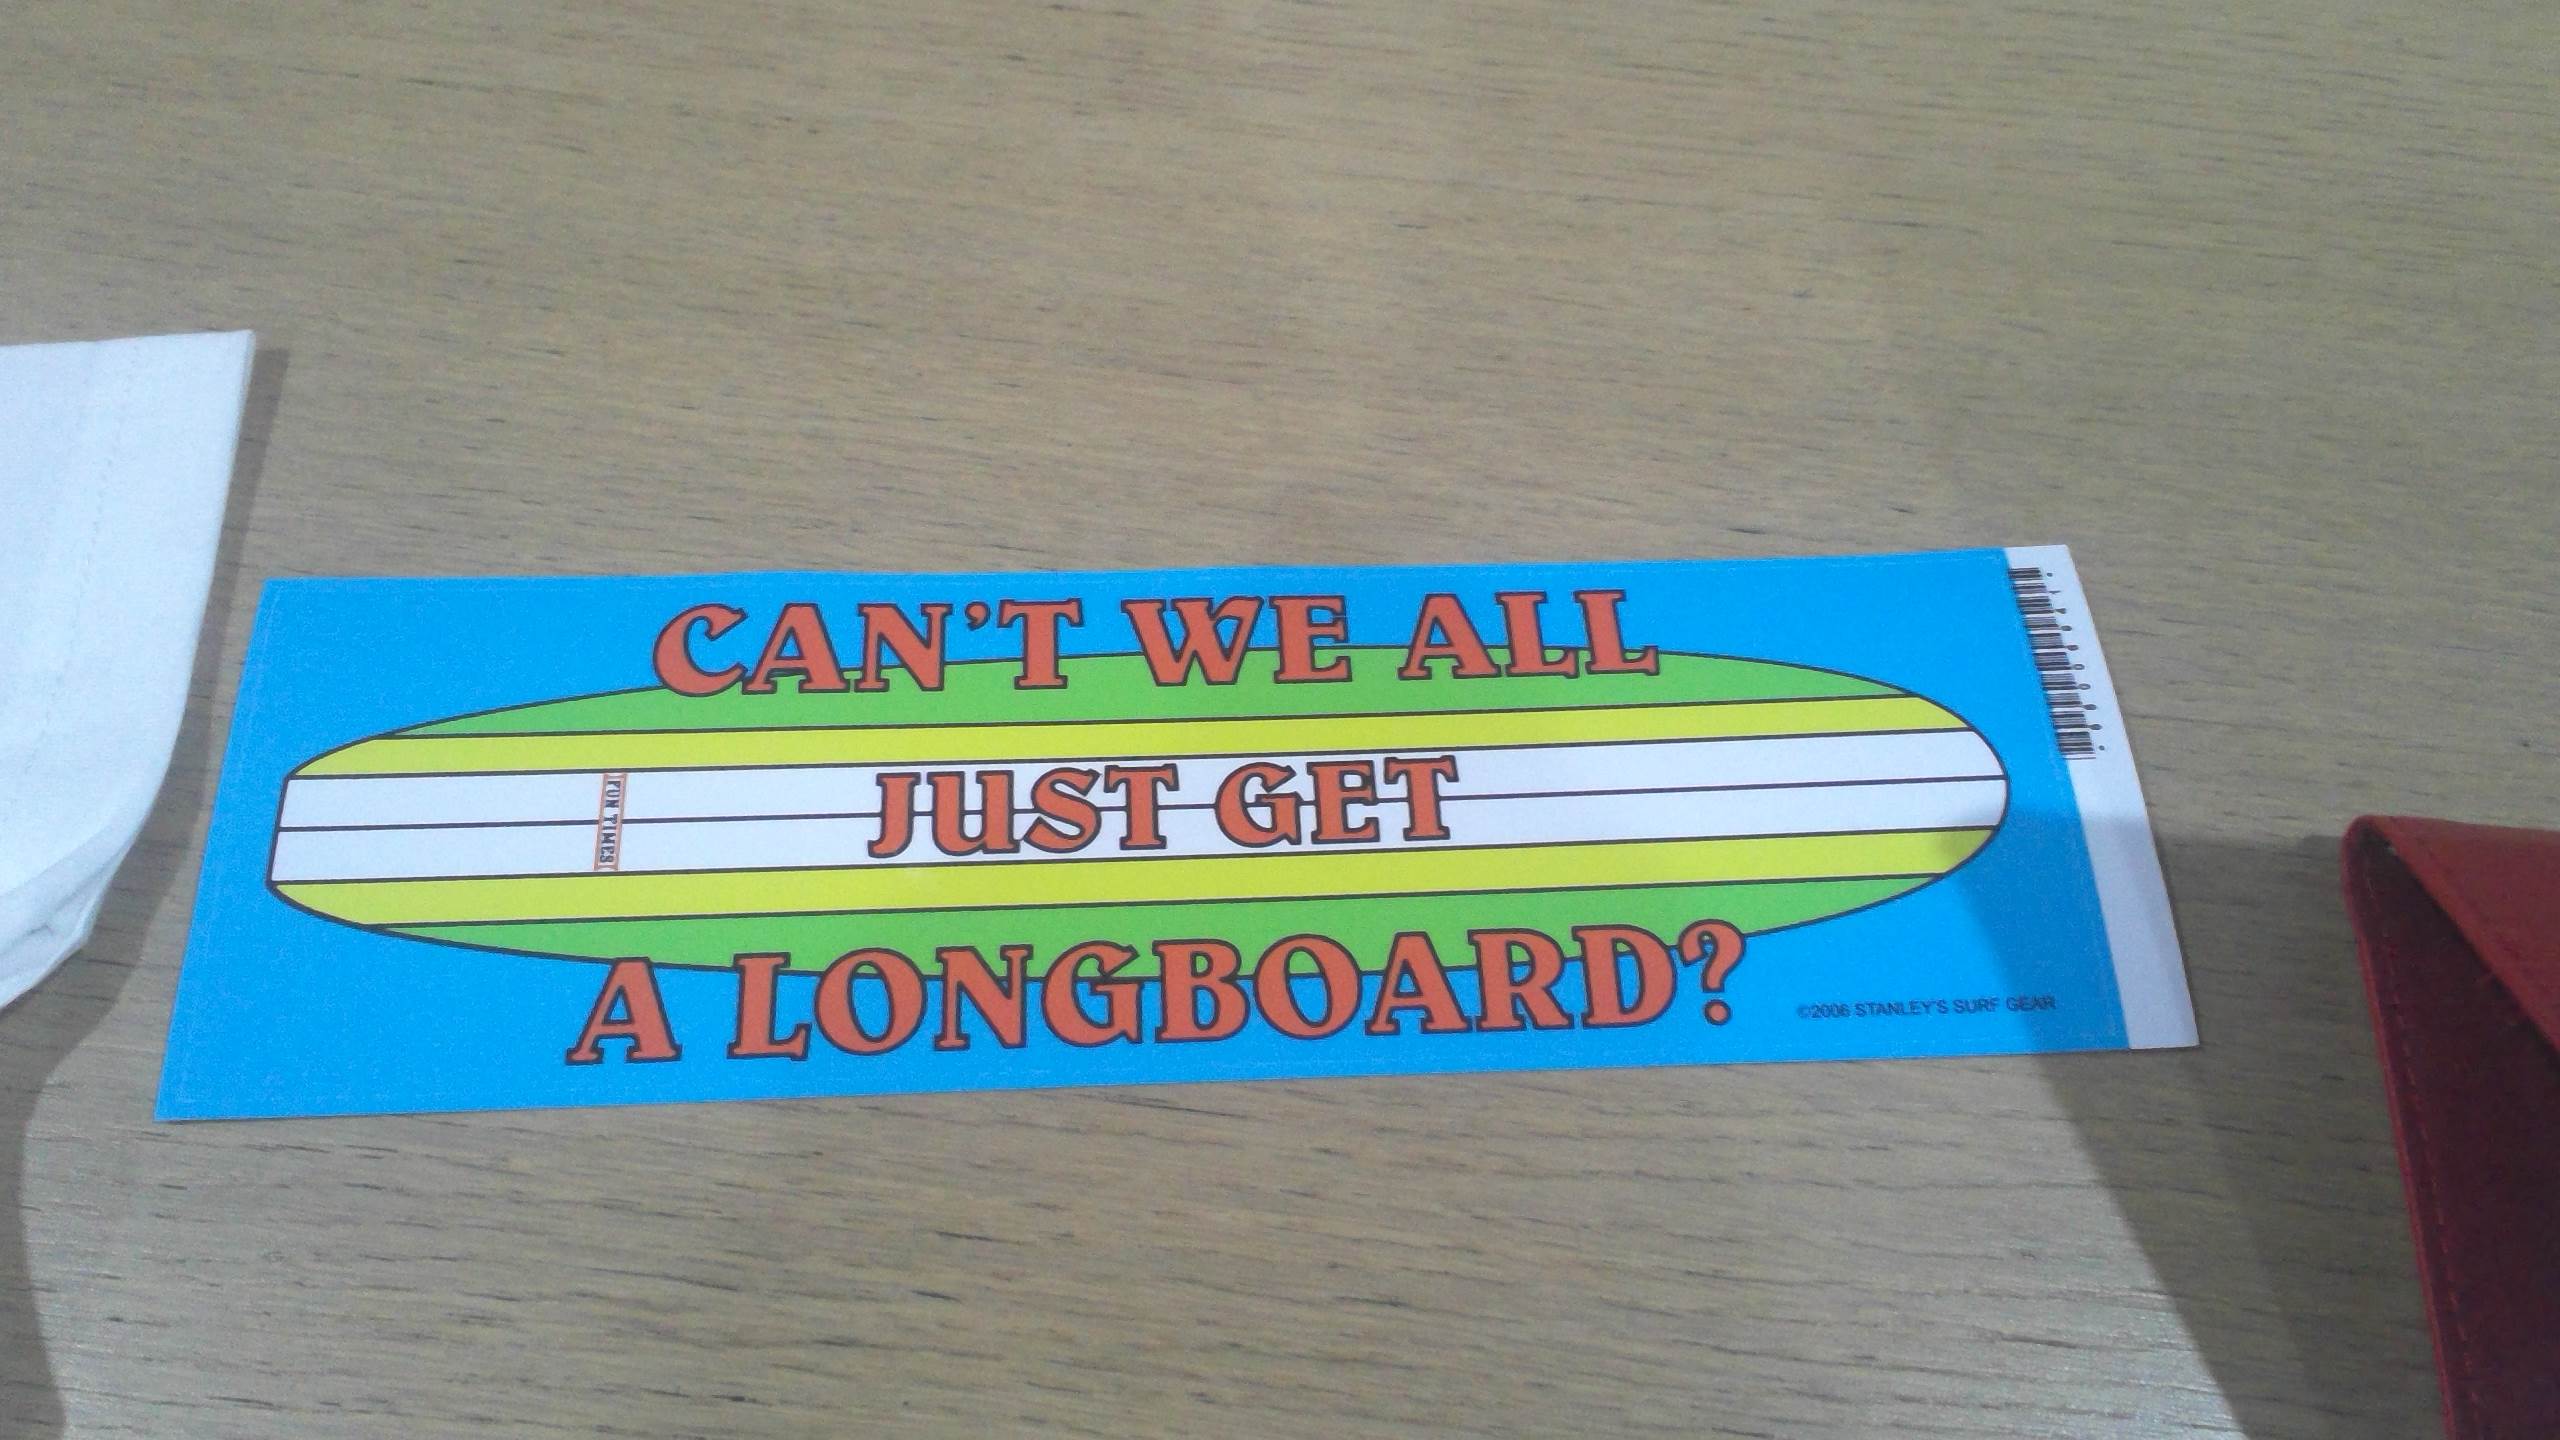 CAN'T WE ALL
JUST GET
FUN TIMES
A LONGBOARD?
©2006 STANLEY'S SURF GEAR